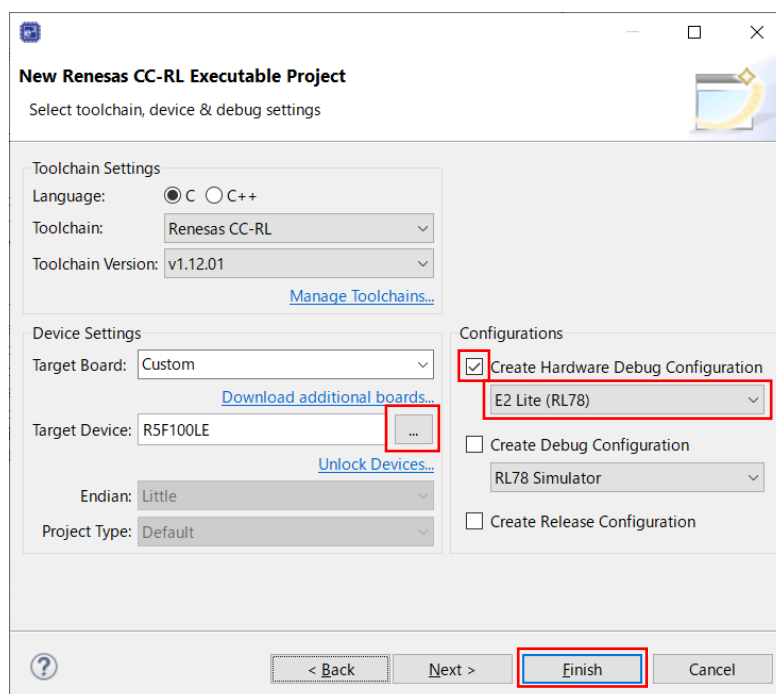 New Renesas CC-RL Executable Project
Select toolchain, device & debug settings
Toolchain Settings
Language: C C++
Toolchain: Renesas CC-RL
Toolchain Version: v1.12.01
Manage Toolchains...
Device Settings
Target Board: Custom
Download additional boards...
Target Device: R5F100LE ...
Unlock Devices...
Endian: Little
Project Type: Default
Configurations
Create Hardware Debug Configuration
E2 Lite (RL78)
Create Debug Configuration
RL78 Simulator
Create Release Configuration
? < Back Next > Finish Cancel